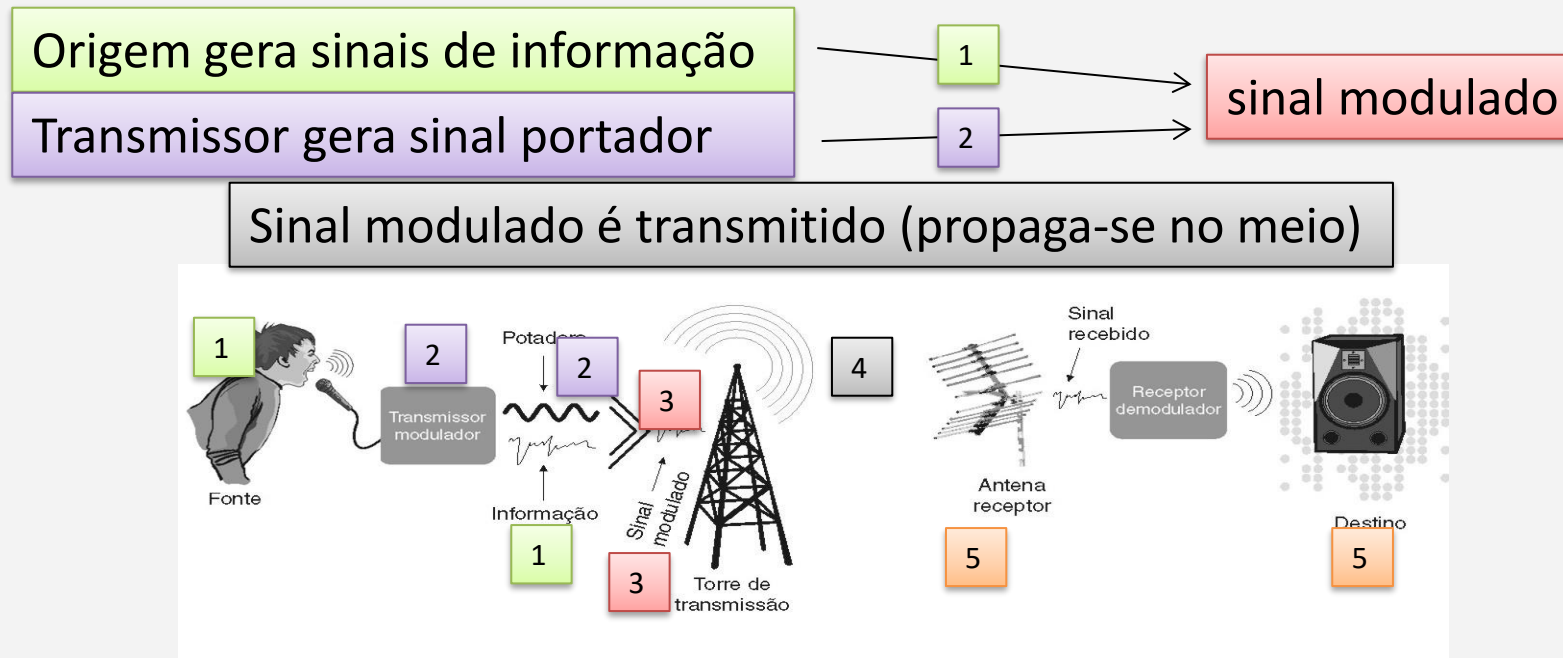 Origem gera sinais de informação
1
sinal modulado
Transmissor gera sinal portador
2
Sinal modulado é transmitido (propaga-se no meio)
1
2
Transmissor
modulador
Fonte
2
Informação
1
3
Sinal
modulado
3
Torre de
transmissão
4
Antena
receptor
5
Sinal
recebido
Receptor
demodulador
Destino
5